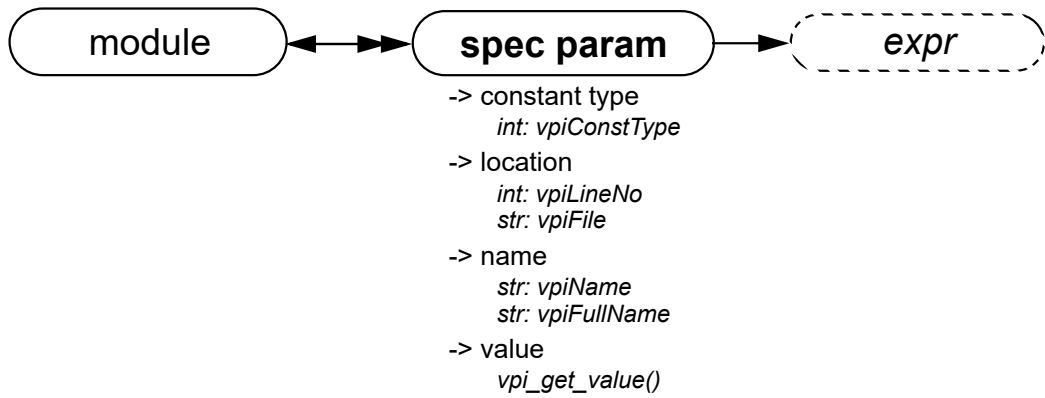 module
spec param
expr
-> constant type
int: vpiConstType
-> location
int: vpiLineNo
str: vpiFile
-> name
str: vpiName
str: vpiFullName
-> value
vpi_get_value()